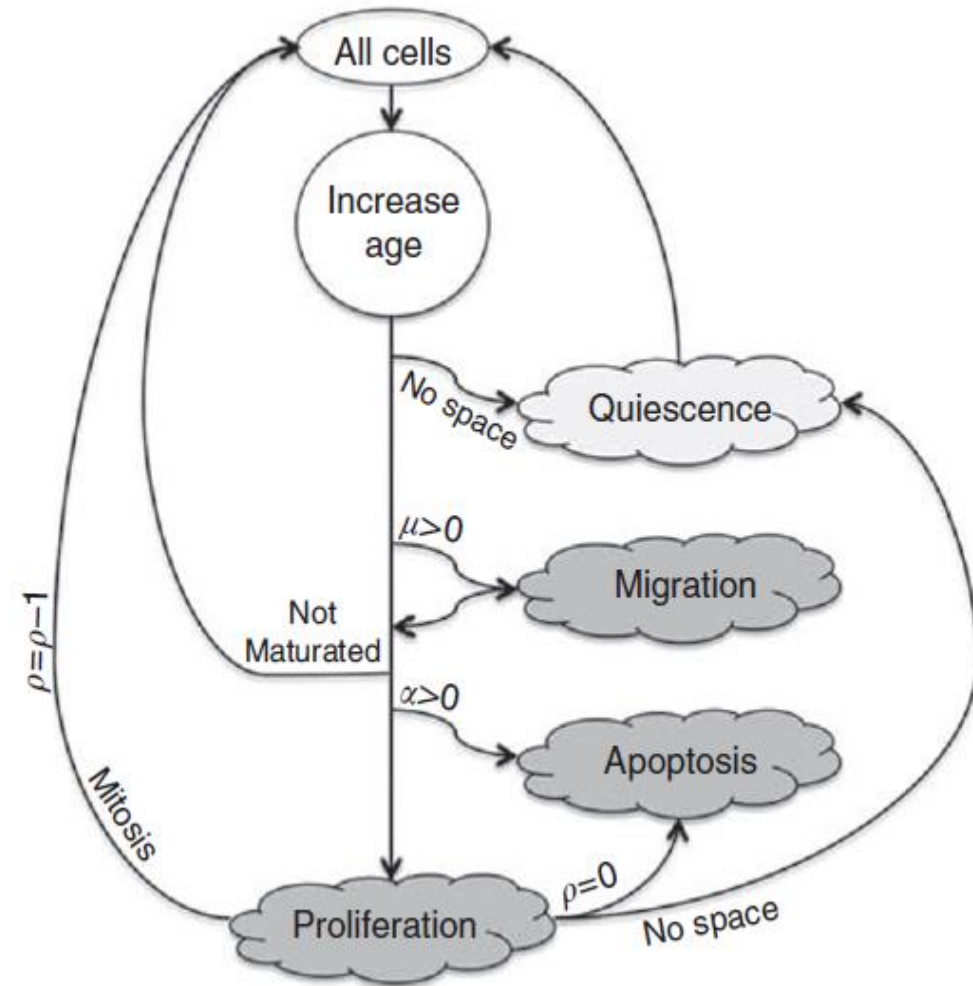 All cells
Increase
age
No space
Quiescence
μ>0
Migration
Not
Maturated
ρ=ρ−1
α>0
Apoptosis
Mitosis
Proliferation
ρ=0
No space